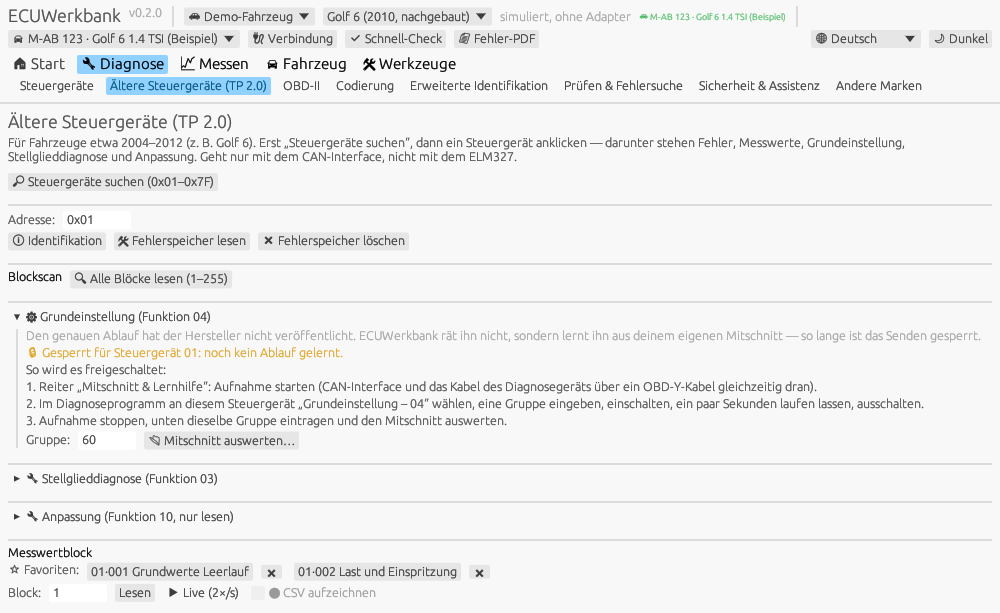 ECUWerkbank v0.2.0 Demo-Fahrzeug Golf 6 (2010, nachgebaut) simuliert, ohne Adapter M-AB 123 · Golf 6 1.4 TSI (Beispiel)
M-AB 123 · Golf 6 1.4 TSI (Beispiel) Verbindung Schnell-Check Fehler-PDF Deutsch Dunkel
Start Diagnose Messen Fahrzeug Werkzeuge
Steuergeräte Ältere Steuergeräte (TP 2.0) OBD-II Codierung Erweiterte Identifikation Prüfen & Fehlersuche Sicherheit & Assistenz Andere Marken
Ältere Steuergeräte (TP 2.0)
Für Fahrzeuge etwa 2004–2012 (z. B. Golf 6). Erst „Steuergeräte suchen“, dann ein Steuergerät anklicken — darunter stehen Fehler, Messwerte, Grundeinstellung,
Stellglieddiagnose und Anpassung. Geht nur mit dem CAN-Interface, nicht mit dem ELM327.
Steuergeräte suchen (0x01–0x7F)
Adresse: 0x01
Identifikation Fehlerspeicher lesen Fehlerspeicher löschen
Blockscan Alle Blöcke lesen (1–255)
Grundeinstellung (Funktion 04)
Den genauen Ablauf hat der Hersteller nicht veröffentlicht. ECUWerkbank rät ihn nicht, sondern lernt ihn aus deinem eigenen Mitschnitt — so lange ist das Senden gesperrt.
Gesperrt für Steuergerät 01: noch kein Ablauf gelernt.
So wird es freigeschaltet:
1. Reiter „Mitschnitt & Lernhilfe“: Aufnahme starten (CAN-Interface und das Kabel des Diagnosegeräts über ein OBD-Y-Kabel gleichzeitig dran).
2. Im Diagnoseprogramm an diesem Steuergerät „Grundeinstellung – 04“ wählen, eine Gruppe eingeben, einschalten, ein paar Sekunden laufen lassen, ausschalten.
3. Aufnahme stoppen, unten dieselbe Gruppe eintragen und den Mitschnitt auswerten.
Gruppe: 60 Mitschnitt auswerten…
Stellglieddiagnose (Funktion 03)
Anpassung (Funktion 10, nur lesen)
Messwertblock
Favoriten: 01·001 Grundwerte Leerlauf 01·002 Last und Einspritzung
Block: 1 Lesen Live (2×/s) CSV aufzeichnen